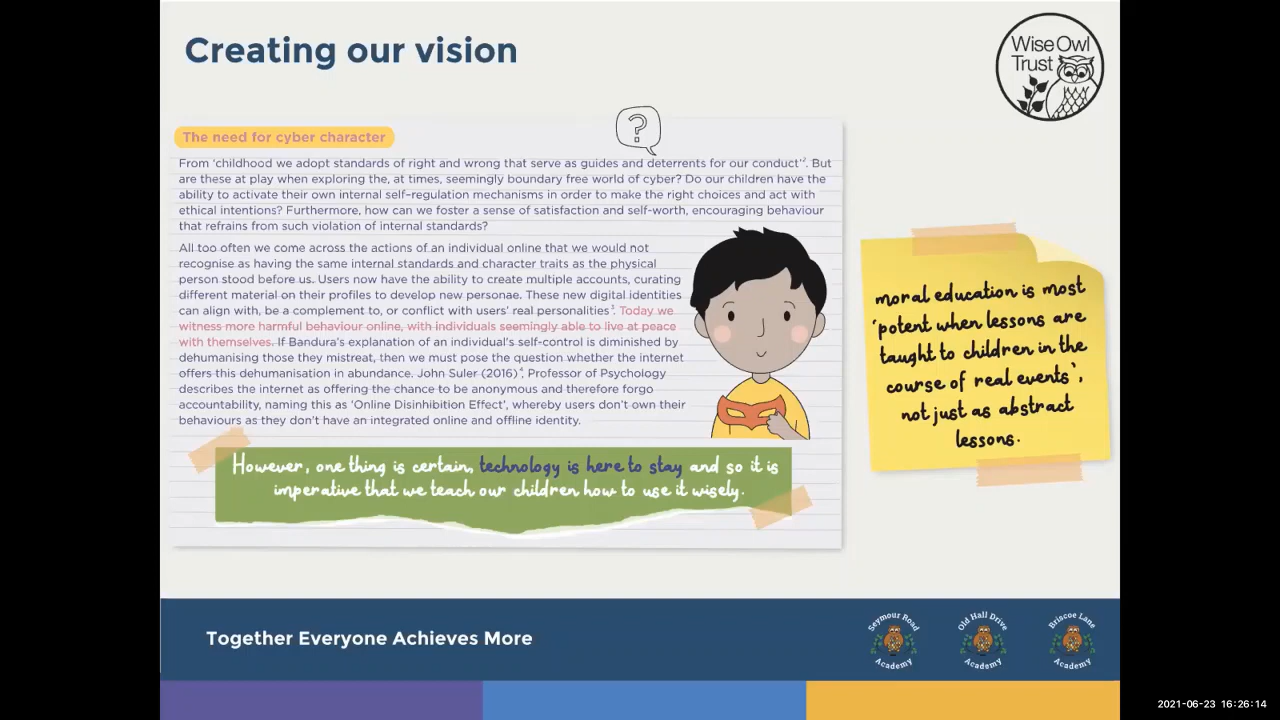 Creating our vision
Wise Owl
Trust
?
The need for cyber character
From ‘childhood we adopt standards of right and wrong that serve as guides and deterrents for our conduct’². But
are these at play when exploring the, at times, seemingly boundary free world of cyber? Do our children have the
ability to activate their own internal self-regulation mechanisms in order to make the right choices and act with
ethical intentions? Furthermore, how can we foster a sense of satisfaction and self-worth, encouraging behaviour
that refrains from such violation of internal standards?
All too often we come across the actions of an individual online that we would not
recognise as having the same internal standards and character traits as the physical
person stood before us. Users now have the ability to create multiple accounts, curating
different material on their profiles to develop new personae. These new digital identities
can align with, be a complement to, or conflict with users’ real personalities³. Today we
witness more harmful behaviour online, with individuals seemingly able to live at peace
with themselves. If Bandura’s explanation of an individual’s self-control is diminished by
dehumanising those they mistreat, then we must pose the question whether the internet
offers this dehumanisation in abundance. John Suler (2016)⁴, Professor of Psychology
describes the internet as offering the chance to be anonymous and therefore forgo
accountability, naming this as ‘Online Disinhibition Effect’, whereby users don’t own their
behaviours as they don’t have an integrated online and offline identity.
However, one thing is certain, technology is here to stay and so it is
imperative that we teach our children how to use it wisely.
moral education is most
‘potent when lessons are
taught to children in the
course of real events’,
not just as abstract
lessons.
Together Everyone Achieves More
Seymour Road
Academy
Old Hall Drive
Academy
Briscoe Lane
Academy
2021-06-23 16:26:14